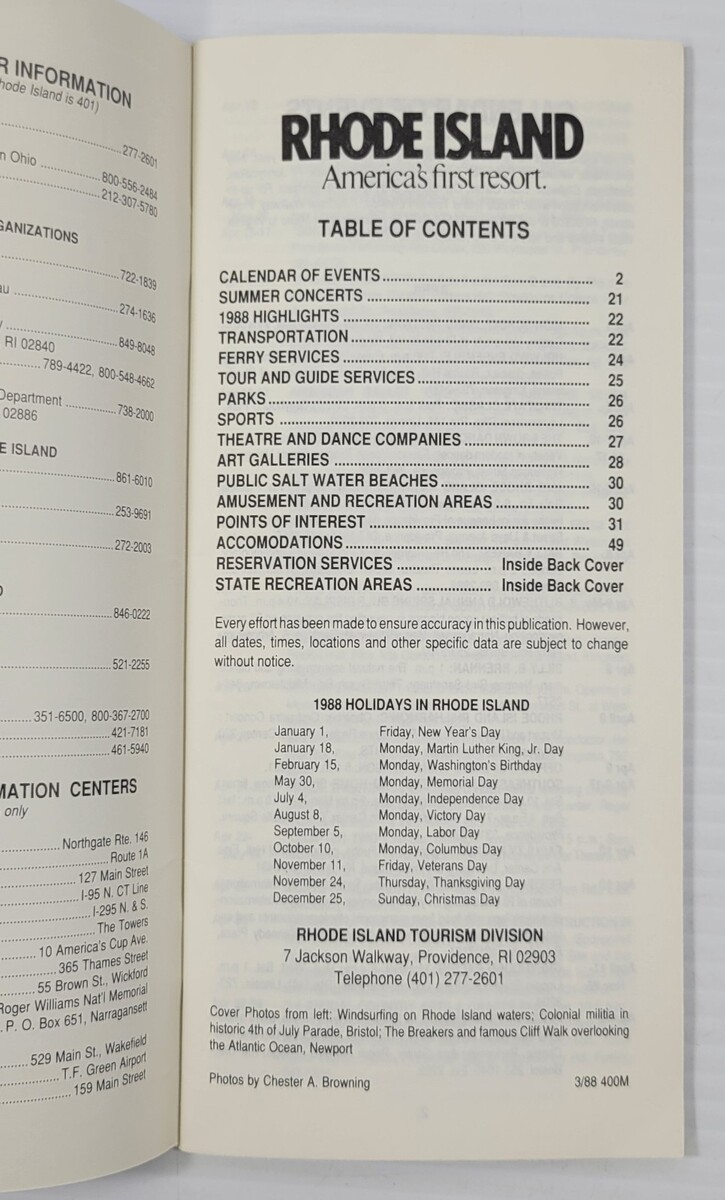 R INFORMATION
hode Island is 401)
277-2601
n Ohio 800-556-2484
212-307-5780
GANIZATIONS
722-1839
au 274-1636
849-8048
RI 02840
789-4422, 800-548-4662
Department 738-2000
02886
E ISLAND
861-6010
253-9691
272-2003
846-0222
521-2255
351-6500, 800-367-2700
421-7181
461-5940
MATION CENTERS
only
Northgate Rte. 146
Route 1A
127 Main Street
I-95 N. CT Line
I-295 N. & S.
The Towers
10 America's Cup Ave.
365 Thames Street
55 Brown St., Wickford
Roger Williams Nat'l Memorial
P. O. Box 651, Narragansett
529 Main St., Wakefield
T.F. Green Airport
159 Main Street
RHODE ISLAND
America's first resort.
TABLE OF CONTENTS
CALENDAR OF EVENTS 2
SUMMER CONCERTS 21
1988 HIGHLIGHTS 22
TRANSPORTATION 22
FERRY SERVICES 24
TOUR AND GUIDE SERVICES 25
PARKS 26
SPORTS 26
THEATRE AND DANCE COMPANIES 27
ART GALLERIES 28
PUBLIC SALT WATER BEACHES 30
AMUSEMENT AND RECREATION AREAS 30
POINTS OF INTEREST 31
ACCOMODATIONS 49
RESERVATION SERVICES Inside Back Cover
STATE RECREATION AREAS Inside Back Cover
Every effort has been made to ensure accuracy in this publication. However,
all dates, times, locations and other specific data are subject to change
without notice.
1988 HOLIDAYS IN RHODE ISLAND
January 1, Friday, New Year's Day
January 18, Monday, Martin Luther King, Jr. Day
February 15, Monday, Washington's Birthday
May 30, Monday, Memorial Day
July 4, Monday, Independence Day
August 8, Monday, Victory Day
September 5, Monday, Labor Day
October 10, Monday, Columbus Day
November 11, Friday, Veterans Day
November 24, Thursday, Thanksgiving Day
December 25, Sunday, Christmas Day
RHODE ISLAND TOURISM DIVISION
7 Jackson Walkway, Providence, RI 02903
Telephone (401) 277-2601
Cover Photos from left: Windsurfing on Rhode Island waters; Colonial militia in
historic 4th of July Parade, Bristol; The Breakers and famous Cliff Walk overlooking
the Atlantic Ocean, Newport
Photos by Chester A. Browning 3/88 400M